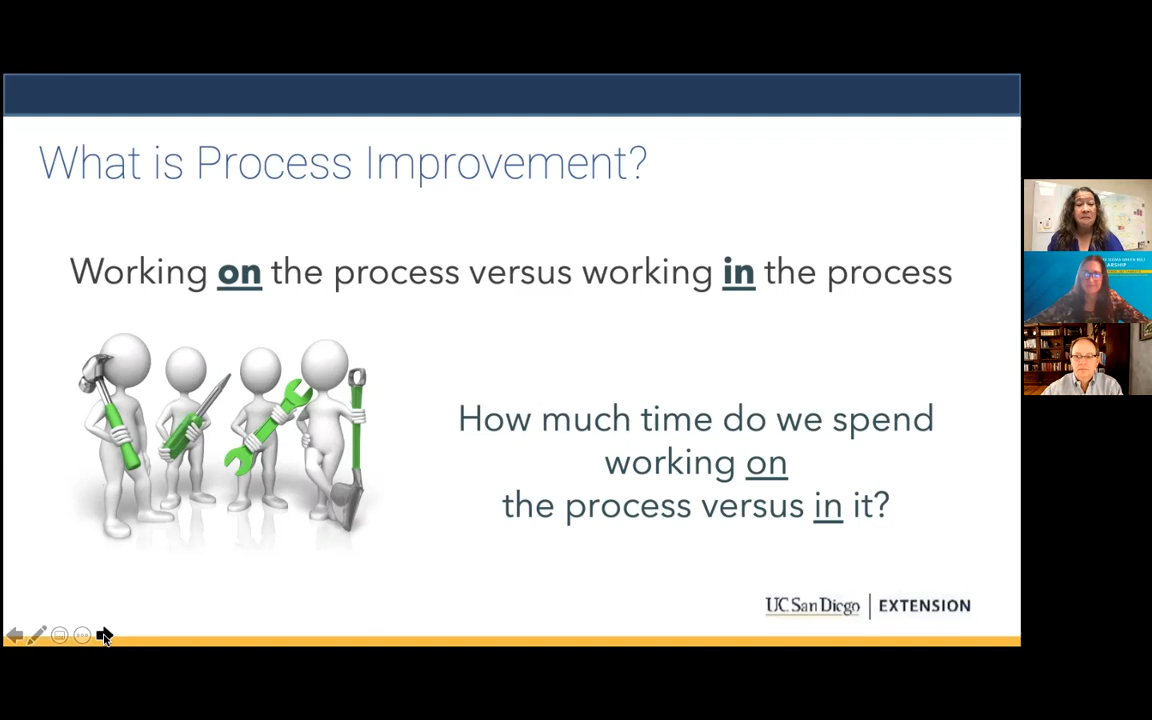 What is Process Improvement?
Working on the process versus working in the process
How much time do we spend
working on
the process versus in it?
UC San Diego | EXTENSION